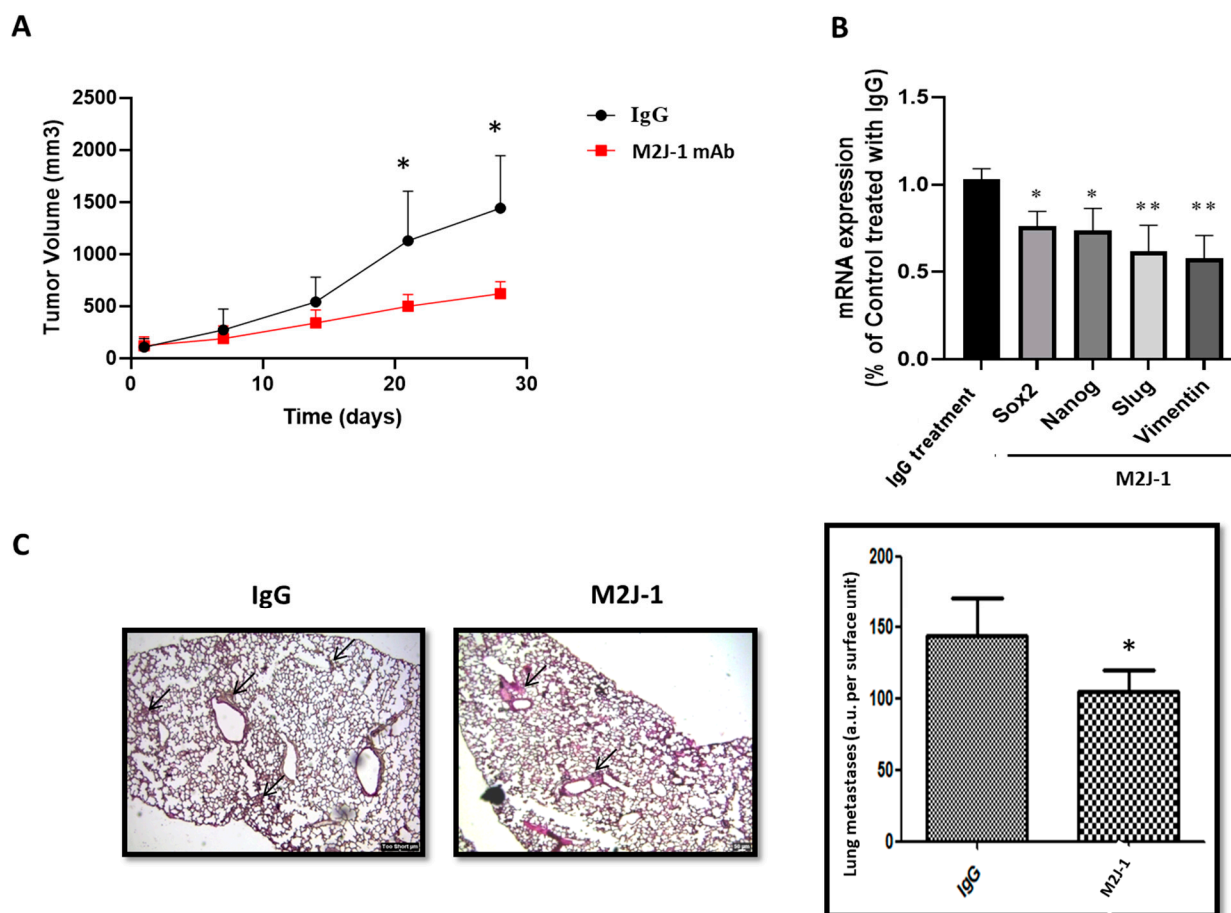 A
2500
2000
1500
1000
500
0
Tumor Volume (mm3)
0 10 20 30
Time (days)
*
*
IgG
M2J-1 mAb
B
1.5
1.0
0.5
0.0
mRNA expression
(% of Control treated with IgG)
* * ** **
IgG treatment
Sox2
Nanog
Slug
Vimentin
M2J-1
C
IgG
M2J-1
Too Short µm
200
150
100
50
0
Lung metastases (a.u. per surface unit)
*
IgG
M2J-1